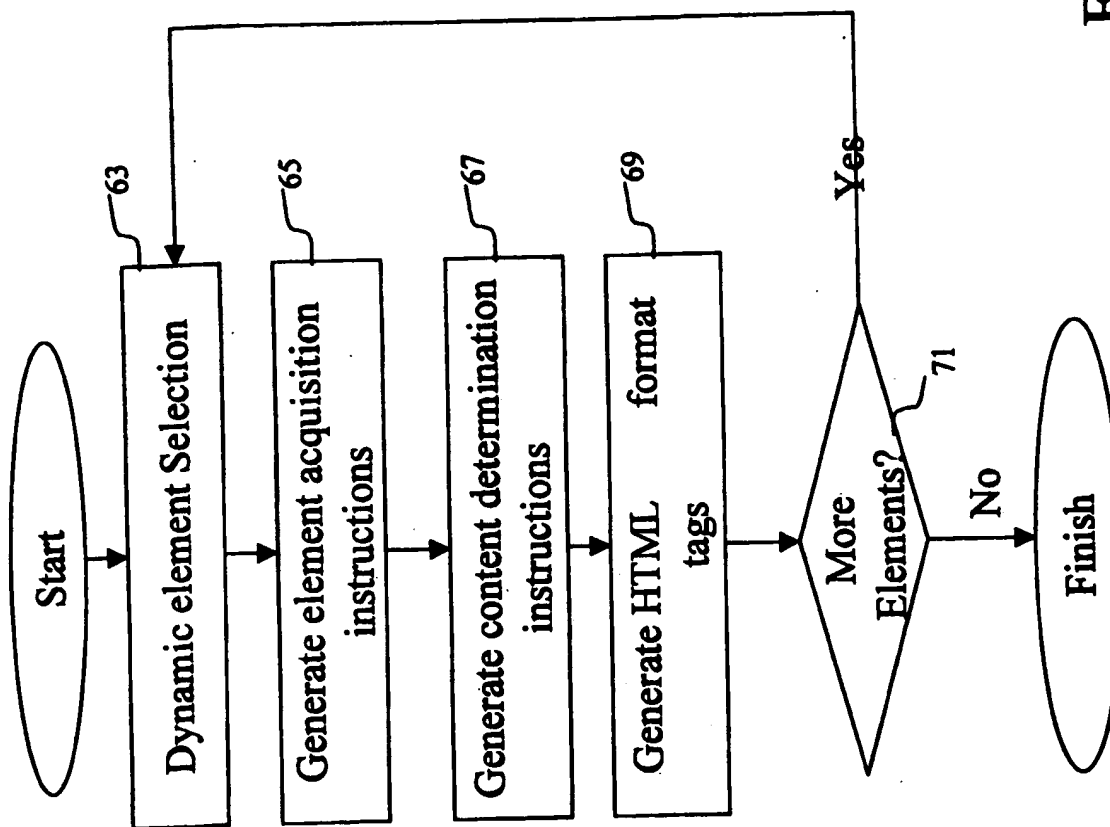 Start
63
Dynamic element Selection
65
Generate element acquisition
instructions
67
Generate content determination
instructions
69
Generate HTML format
tags
More
Elements?
71
Yes
No
Finish